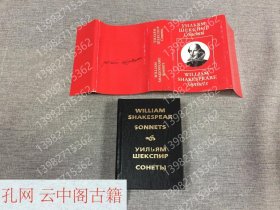 УИЛЬЯМ
ШЕКСПИР
Сонеты
WILLIAM
SHAKESPEARE
Sonnets
WILLIAM
SHAKESPEARE
SONNETS
УИЛЬЯМ
ШЕКСПИР
СОНЕТЫ
13982715362
孔网 云中阁古籍